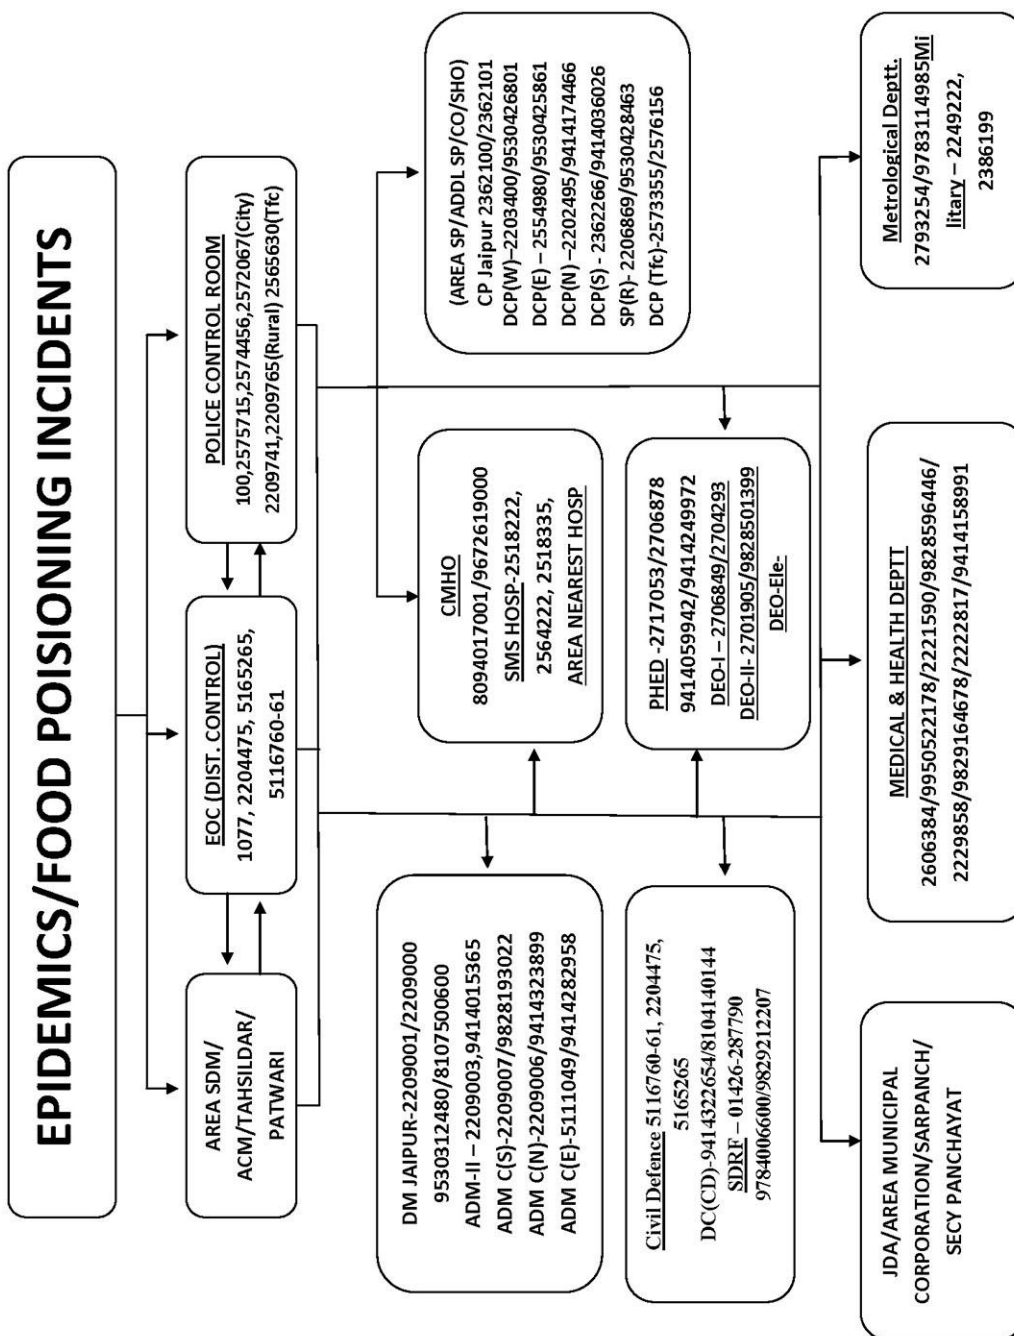 EPIDEMICS/FOOD POISIONING INCIDENTS
AREA SDM/
ACM/TAHSILDAR/
PATWARI
EOC (DIST. CONTROL)
1077, 2204475, 5165265,
5116760-61
POLICE CONTROL ROOM
100,2575715,2574456,2572067(City)
2209741,2209765(Rural) 2565630(Tfc)
DM JAIPUR-2209001/2209000
9530312480/8107500600
ADM-II – 2209003,9414015365
ADM C(S)-2209007/9828193022
ADM C(N)-2209006/9414323899
ADM C(E)-5111049/9414282958
CMHO
8094017001/9672619000
SMS HOSP-2518222,
2564222, 2518335,
AREA NEAREST HOSP
(AREA SP/ADDL SP/CO/SHO)
CP Jaipur 2362100/2362101
DCP(W)–2203400/9530426801
DCP(E) – 2554980/9530425861
DCP(N) –2202495/9414174466
DCP(S) - 2362266/9414036026
SP(R)- 2206869/9530428463
DCP (Tfc)-2573355/2576156
Civil Defence 5116760-61, 2204475,
5165265
DC(CD)-9414322654/8104140144
SDRF – 01426-287790
9784006600/9829212207
PHED -2717053/2706878
9414059942/9414249972
DEO-I – 2706849/2704293
DEO-II- 2701905/9828501399
DEO-Ele-
JDA/AREA MUNICIPAL
CORPORATION/SARPANCH/
SECY PANCHAYAT
MEDICAL & HEALTH DEPTT
2606384/9950522178/2221590/9828596446/
2229858/9829164678/2222817/9414158991
Metrological Deptt.
2793254/9783114985Mi
litary – 2249222,
2386199